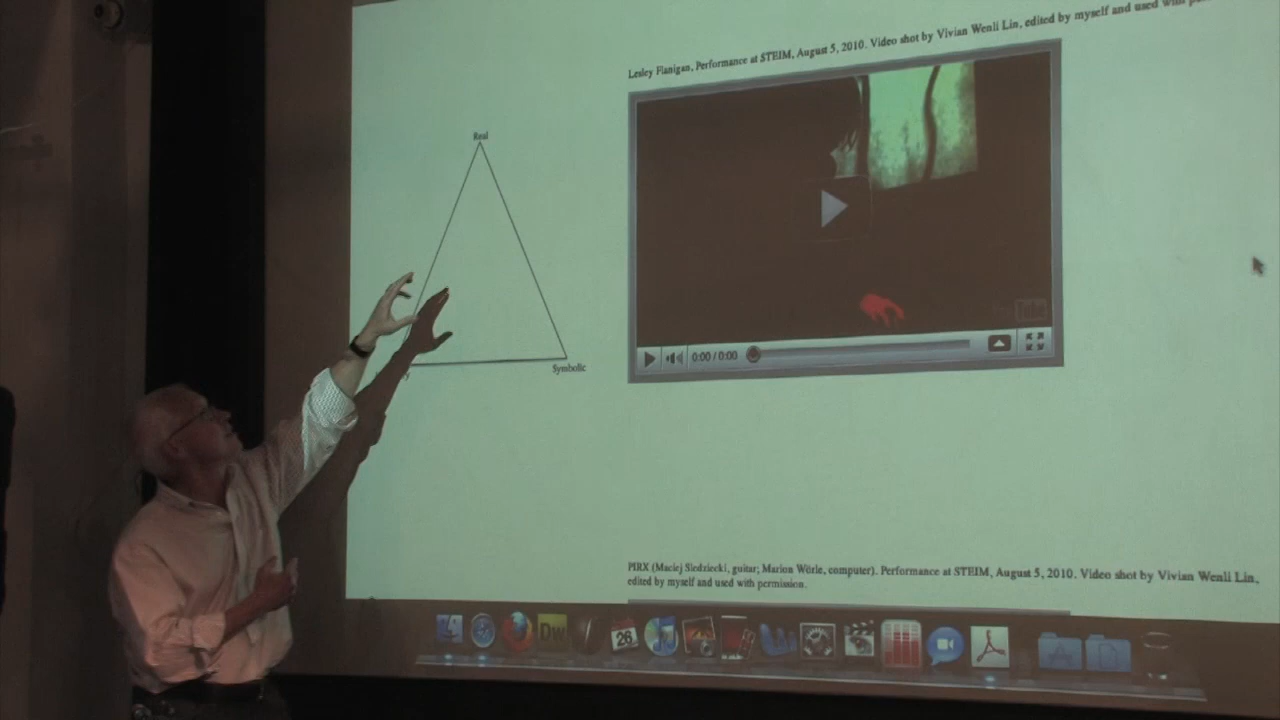 Lesley Flanigan, Performance at STEIM, August 5, 2010. Video shot by Vivian Wenli Lin, edited by myself and used with
Real
Symbolic
0:00 / 0:00
PIRX (Maciej Sledziecki, guitar; Marion Wörle, computer). Performance at STEIM, August 5, 2010. Video shot by Vivian Wenli Lin,
edited by myself and used with permission.
Dw
26